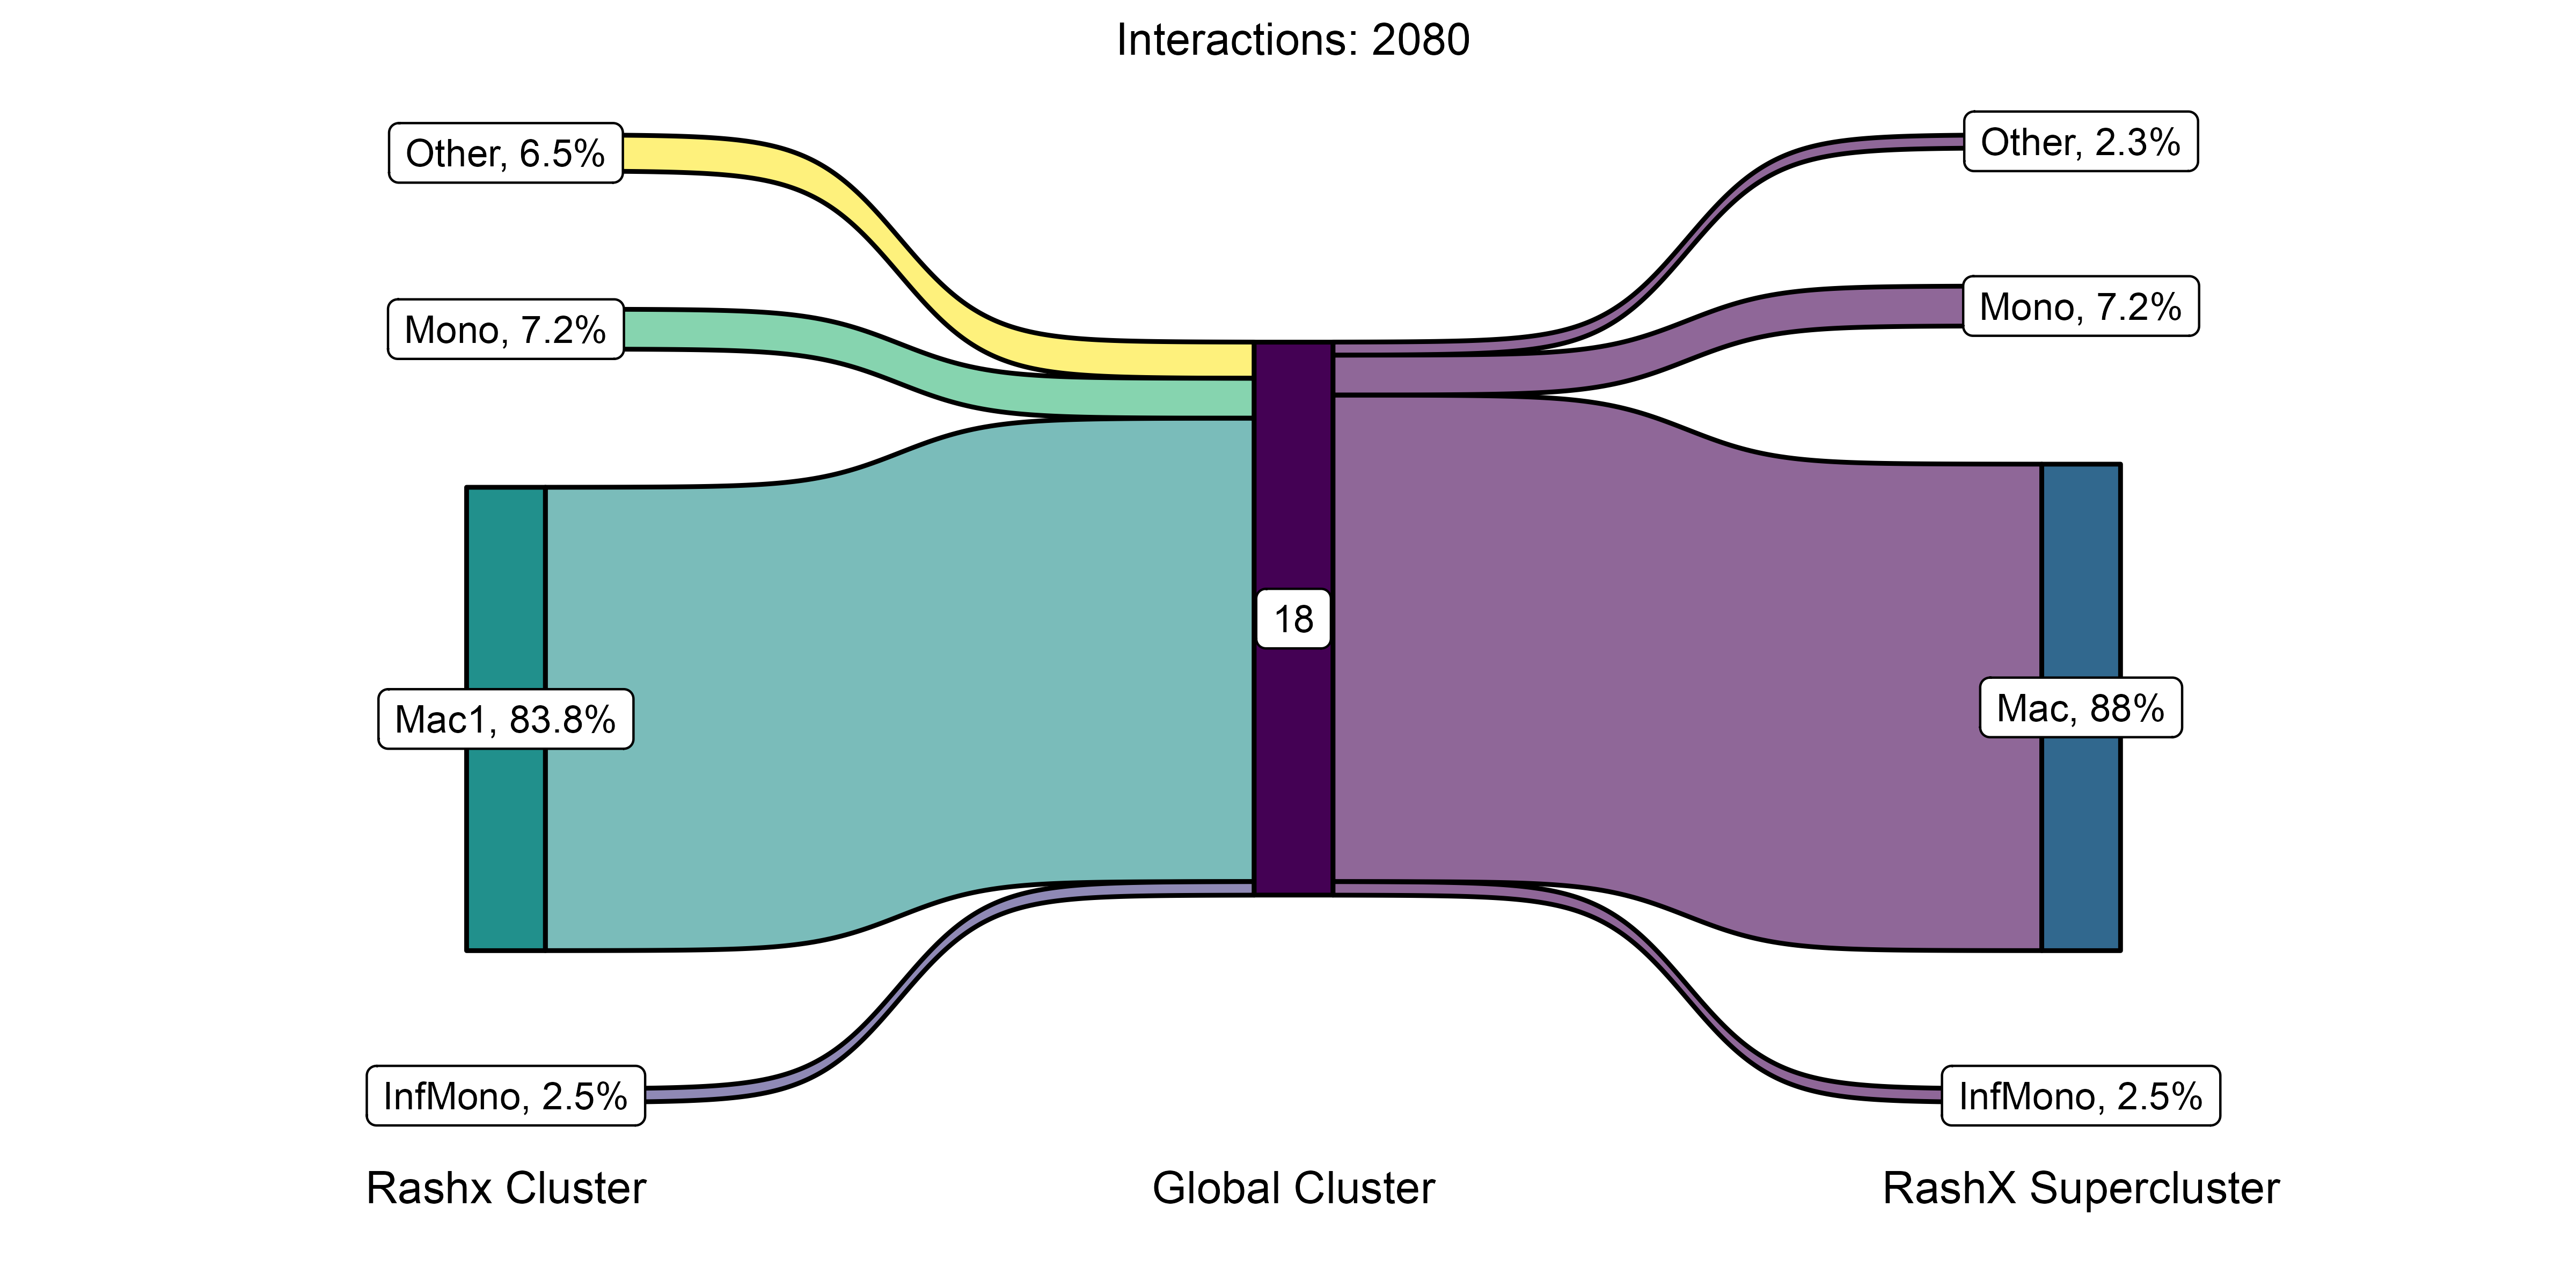 Interactions: 2080
Other, 6.5%
Other, 2.3%
Mono, 7.2%
Mono, 7.2%
18
Mac1, 83.8%
Mac, 88%
InfMono, 2.5%
InfMono, 2.5%
Rashx Cluster
Global Cluster
RashX Supercluster